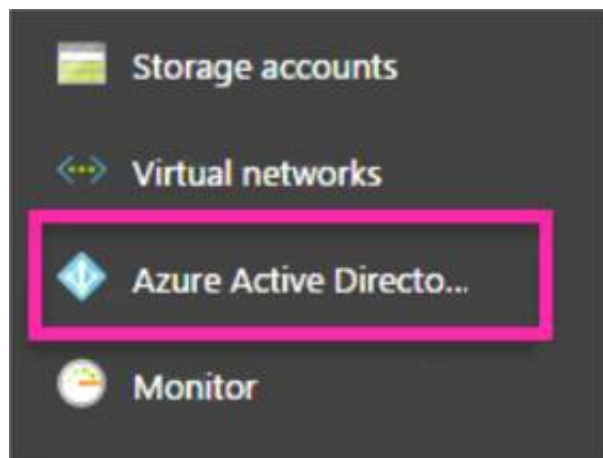 Storage accounts
Virtual networks
Azure Active Directo...
Monitor